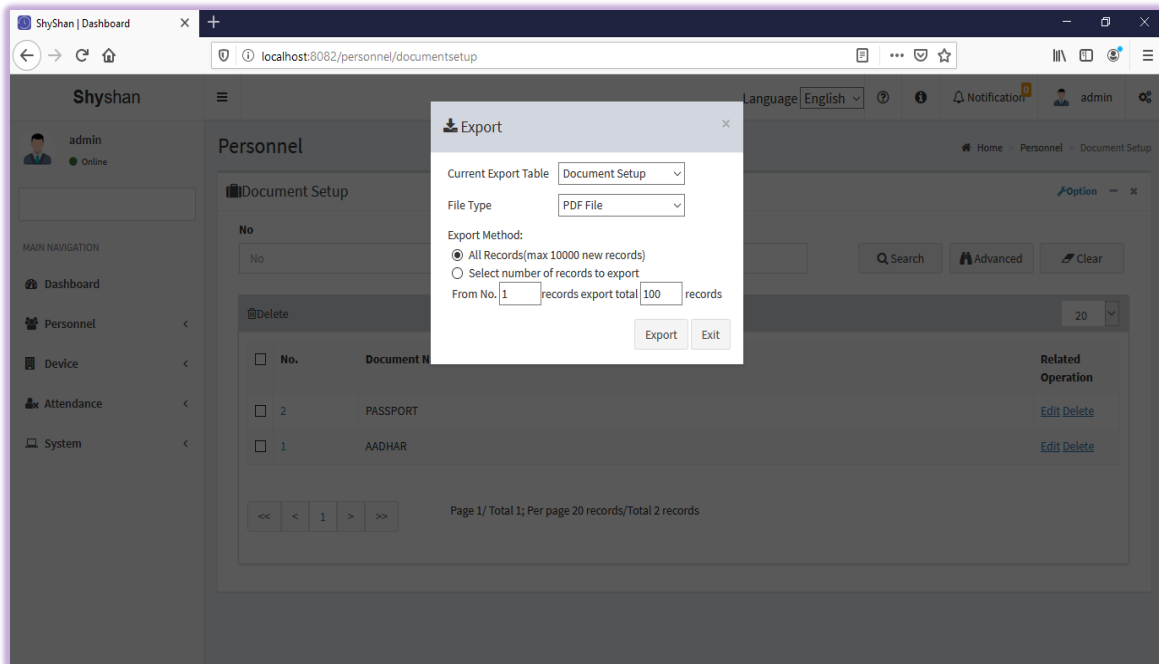 ShyShan | Dashboard
localhost:8082/personnel/documentsetup
Shyshan
Language English
Notification 0
admin
admin
Online
Personnel
Home > Personnel > Document Setup
Export
Current Export Table Document Setup
File Type PDF File
Export Method:
All Records(max 10000 new records)
Select number of records to export
From No. 1 records export total 100 records
Export Exit
Document Setup
Option
No
No
Search Advanced Clear
MAIN NAVIGATION
Dashboard
Personnel
Device
Attendance
System
Delete
20
No. Document N Related
Operation
2 PASSPORT Edit Delete
1 AADHAR Edit Delete
<< < 1 > >> Page 1/ Total 1; Per page 20 records/Total 2 records